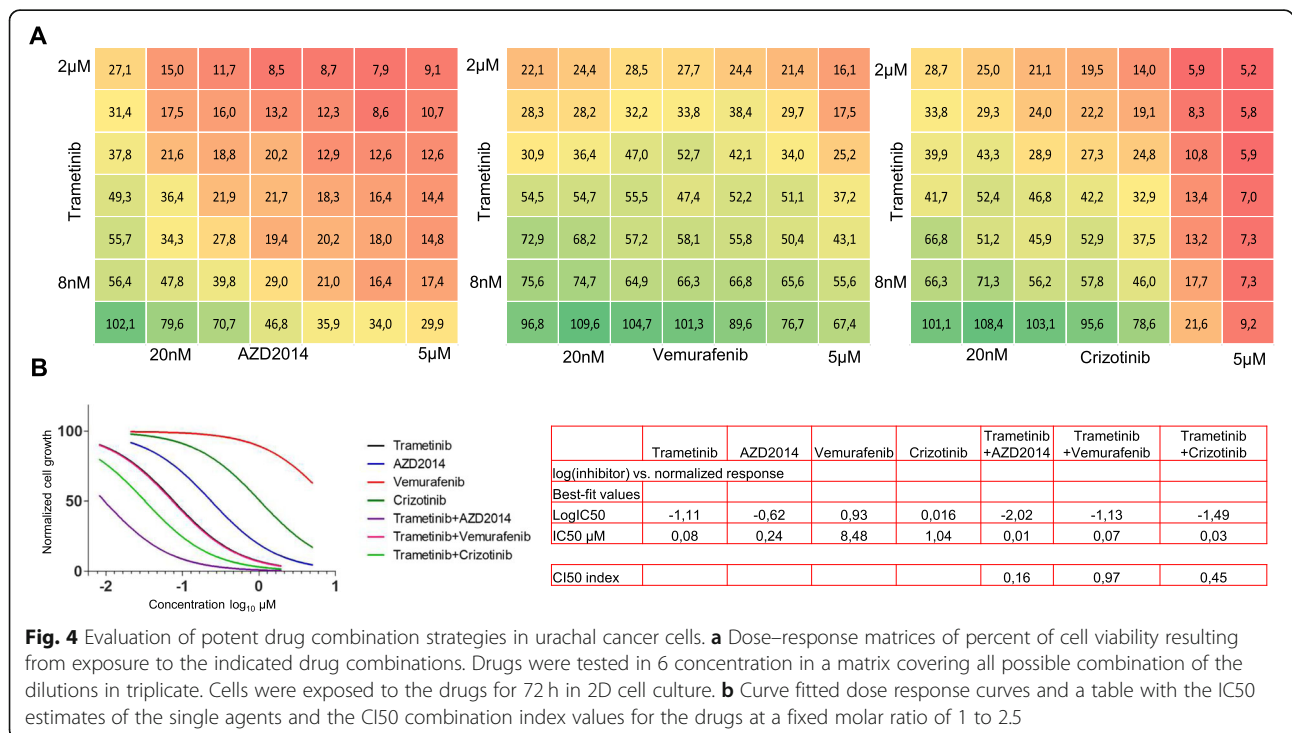 A
2µM 27,1 15,0 11,7 8,5 8,7 7,9 9,1
31,4 17,5 16,0 13,2 12,3 8,6 10,7
37,8 21,6 18,8 20,2 12,9 12,6 12,6
49,3 36,4 21,9 21,7 18,3 16,4 14,4
55,7 34,3 27,8 19,4 20,2 18,0 14,8
8nM 56,4 47,8 39,8 29,0 21,0 16,4 17,4
102,1 79,6 70,7 46,8 35,9 34,0 29,9
Trametinib
20nM AZD2014 5µM
2µM 22,1 24,4 28,5 27,7 24,4 21,4 16,1
28,3 28,2 32,2 33,8 38,4 29,7 17,5
30,9 36,4 47,0 52,7 42,1 34,0 25,2
54,5 54,7 55,5 47,4 52,2 51,1 37,2
72,9 68,2 57,2 58,1 55,8 50,4 43,1
8nM 75,6 74,7 64,9 66,3 66,8 65,6 55,6
96,8 109,6 104,7 101,3 89,6 76,7 67,4
Trametinib
20nM Vemurafenib 5µM
2µM 28,7 25,0 21,1 19,5 14,0 5,9 5,2
33,8 29,3 24,0 22,2 19,1 8,3 5,8
39,9 43,3 28,9 27,3 24,8 10,8 5,9
41,7 52,4 46,8 42,2 32,9 13,4 7,0
66,8 51,2 45,9 52,9 37,5 13,2 7,3
8nM 66,3 71,3 56,2 57,8 46,0 17,7 7,3
101,1 108,4 103,1 95,6 78,6 21,6 9,2
Trametinib
20nM Crizotinib 5µM
B
Normalized cell growth
100
50
0
-2 -1 0 1
Concentration log10 µM
Trametinib
AZD2014
Vemurafenib
Crizotinib
Trametinib+AZD2014
Trametinib+Vemurafenib
Trametinib+Crizotinib
Trametinib AZD2014 Vemurafenib Crizotinib Trametinib +AZD2014 Trametinib +Vemurafenib Trametinib +Crizotinib
log(inhibitor) vs. normalized response
Best-fit values
LogIC50 -1,11 -0,62 0,93 0,016 -2,02 -1,13 -1,49
IC50 µM 0,08 0,24 8,48 1,04 0,01 0,07 0,03
CI50 index 0,16 0,97 0,45
Fig. 4 Evaluation of potent drug combination strategies in urachal cancer cells. a Dose–response matrices of percent of cell viability resulting
from exposure to the indicated drug combinations. Drugs were tested in 6 concentration in a matrix covering all possible combination of the
dilutions in triplicate. Cells were exposed to the drugs for 72 h in 2D cell culture. b Curve fitted dose response curves and a table with the IC50
estimates of the single agents and the CI50 combination index values for the drugs at a fixed molar ratio of 1 to 2.5